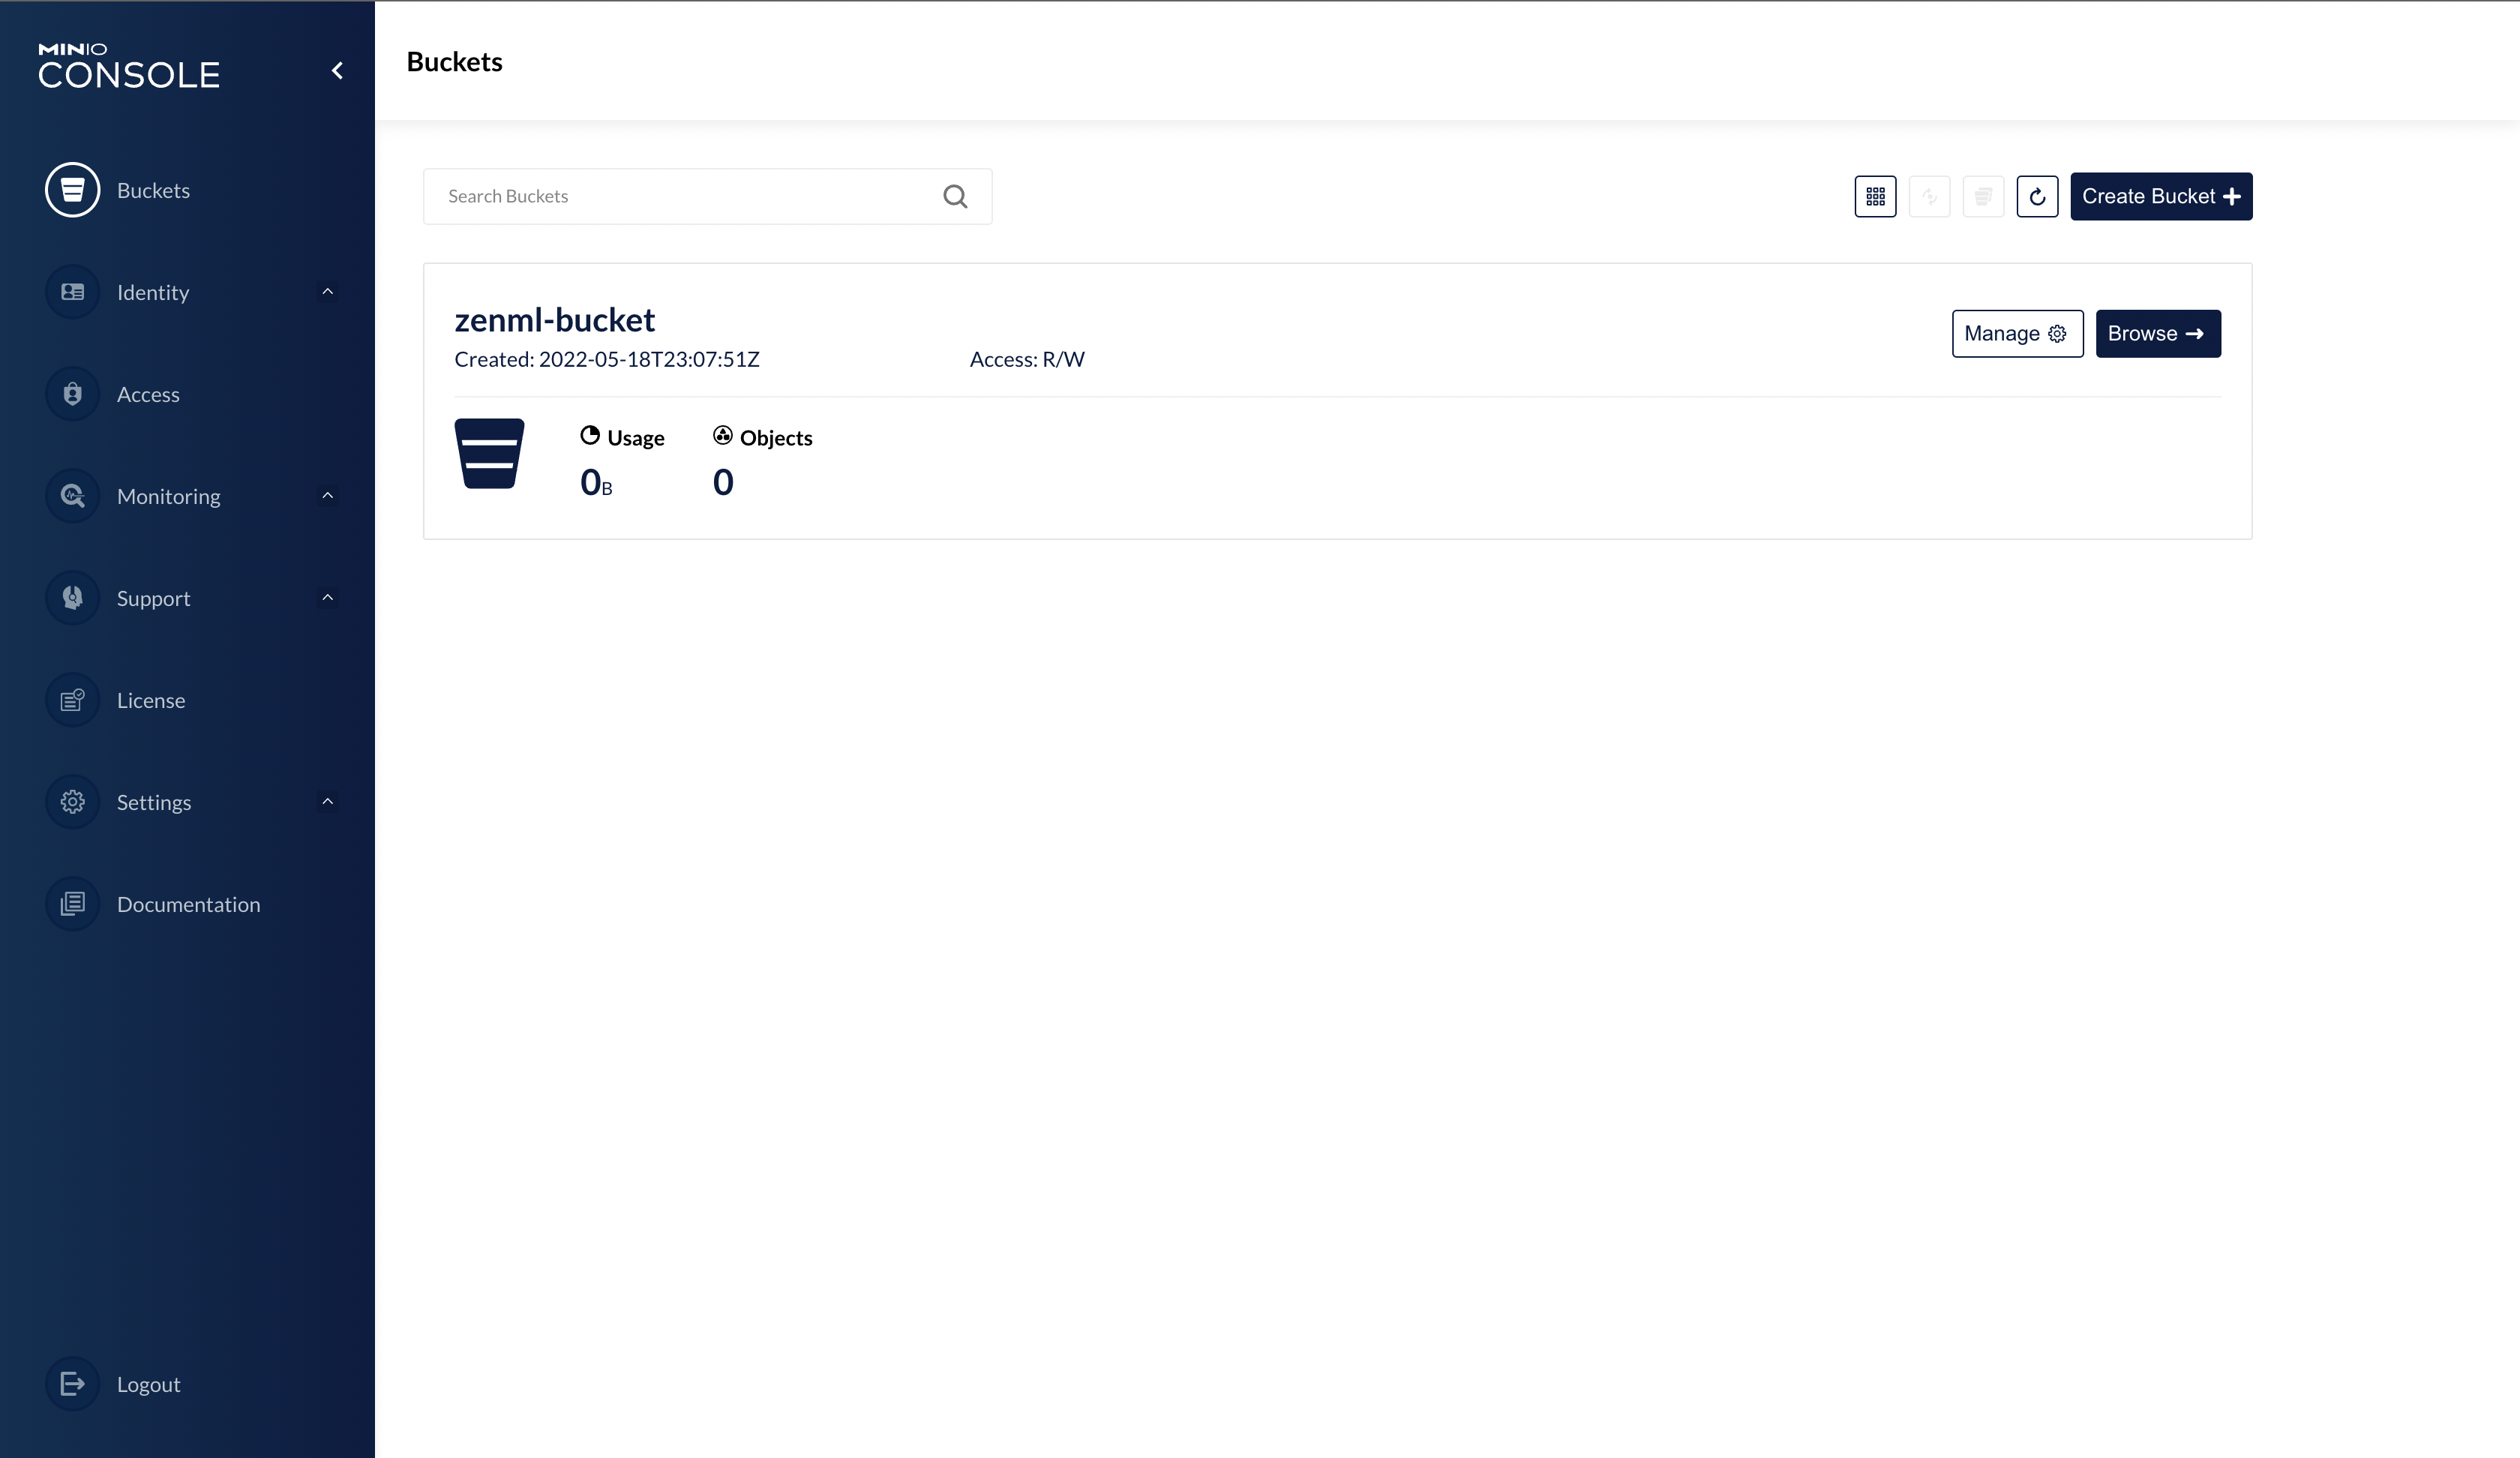 MINIO
CONSOLE
Buckets
Identity
Access
Monitoring
Support
License
Settings
Documentation
Logout
Buckets
Search Buckets
Create Bucket
zenml-bucket
Created: 2022-05-18T23:07:51Z Access: R/W
Manage Browse
Usage Objects
0B 0